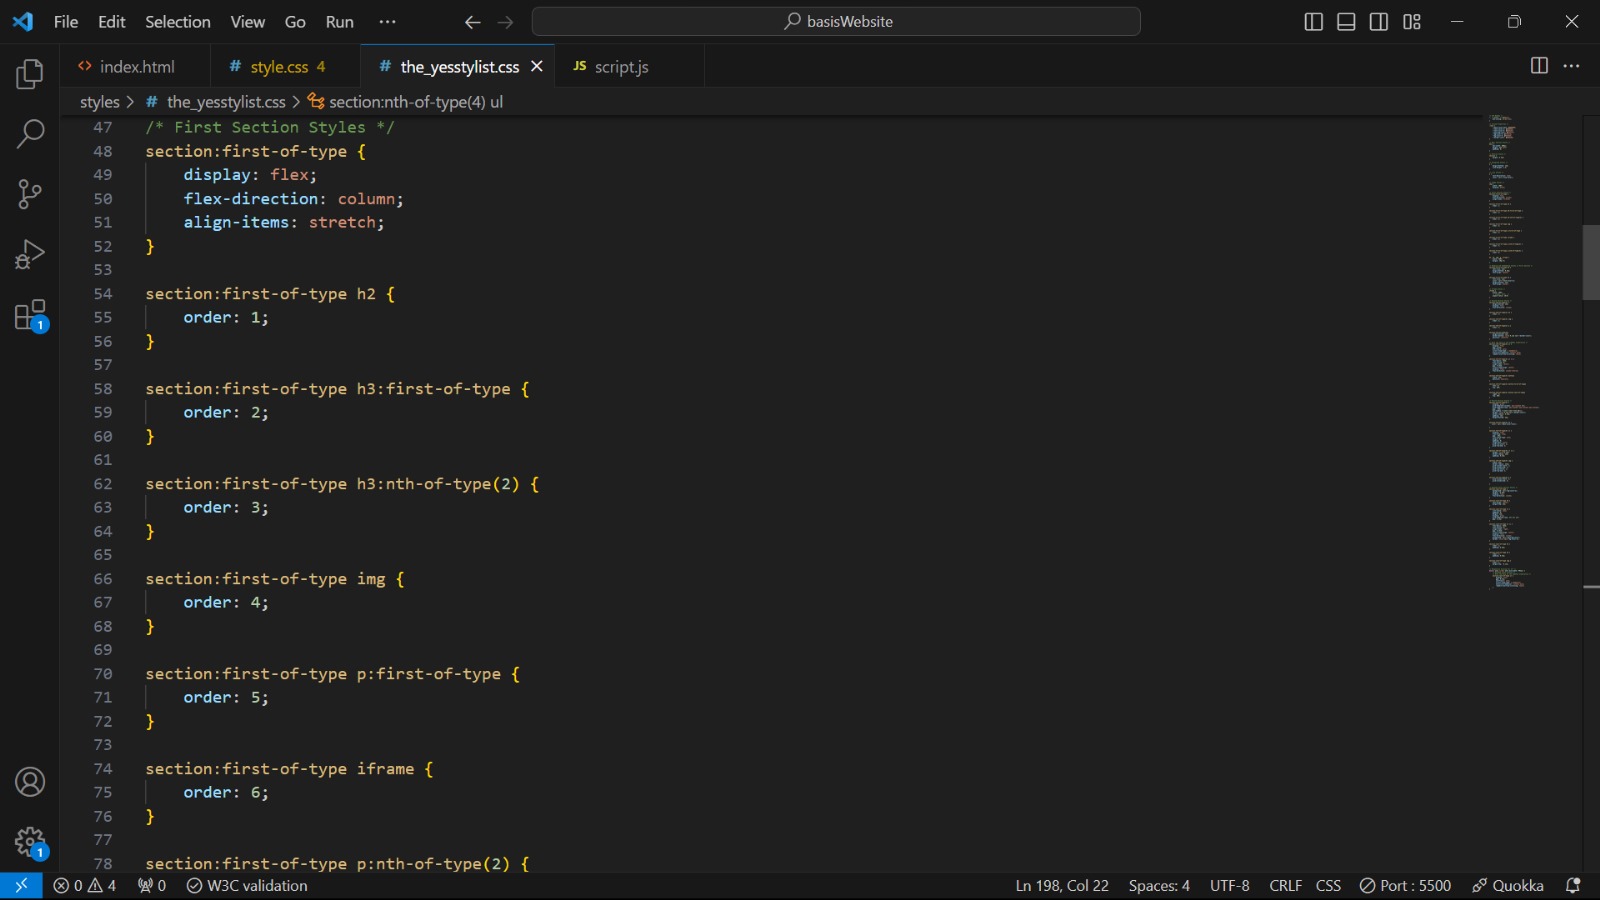 File Edit Selection View Go Run ··· basisWebsite
index.html # style.css 4 # the_yesstylist.css JS script.js
styles > # the_yesstylist.css > section:nth-of-type(4) ul
47 /* First Section Styles */
48 section:first-of-type {
49 display: flex;
50 flex-direction: column;
51 align-items: stretch;
52 }
53
54 section:first-of-type h2 {
55 order: 1;
56 }
57
58 section:first-of-type h3:first-of-type {
59 order: 2;
60 }
61
62 section:first-of-type h3:nth-of-type(2) {
63 order: 3;
64 }
65
66 section:first-of-type img {
67 order: 4;
68 }
69
70 section:first-of-type p:first-of-type {
71 order: 5;
72 }
73
74 section:first-of-type iframe {
75 order: 6;
76 }
77
78 section:first-of-type p:nth-of-type(2) {
1
1
0 4 0 W3C validation Ln 198, Col 22 Spaces: 4 UTF-8 CRLF CSS Port : 5500 Quokka